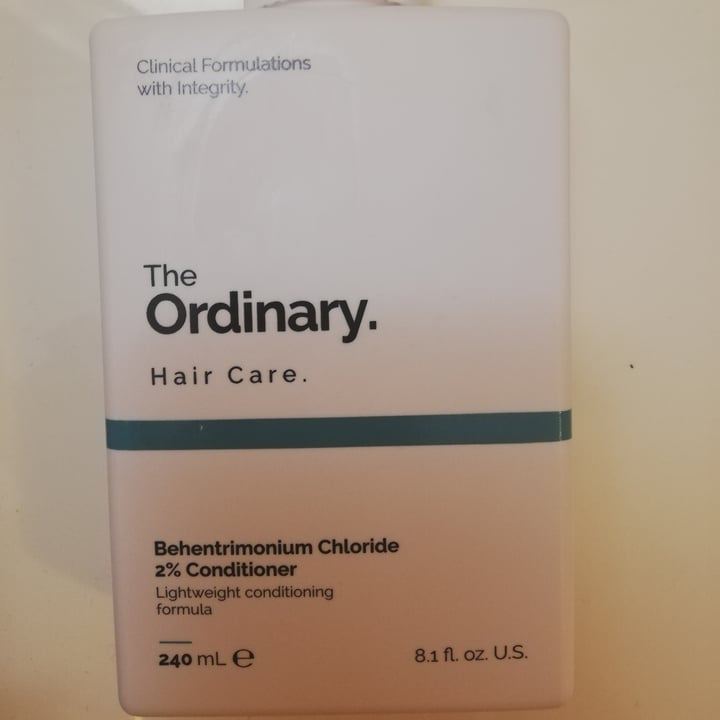 Clinical Formulations
with Integrity.
The
Ordinary.
Hair Care.
Behentrimonium Chloride
2% Conditioner
Lightweight conditioning
formula
240 mL ℮
8.1 fl. oz. U.S.